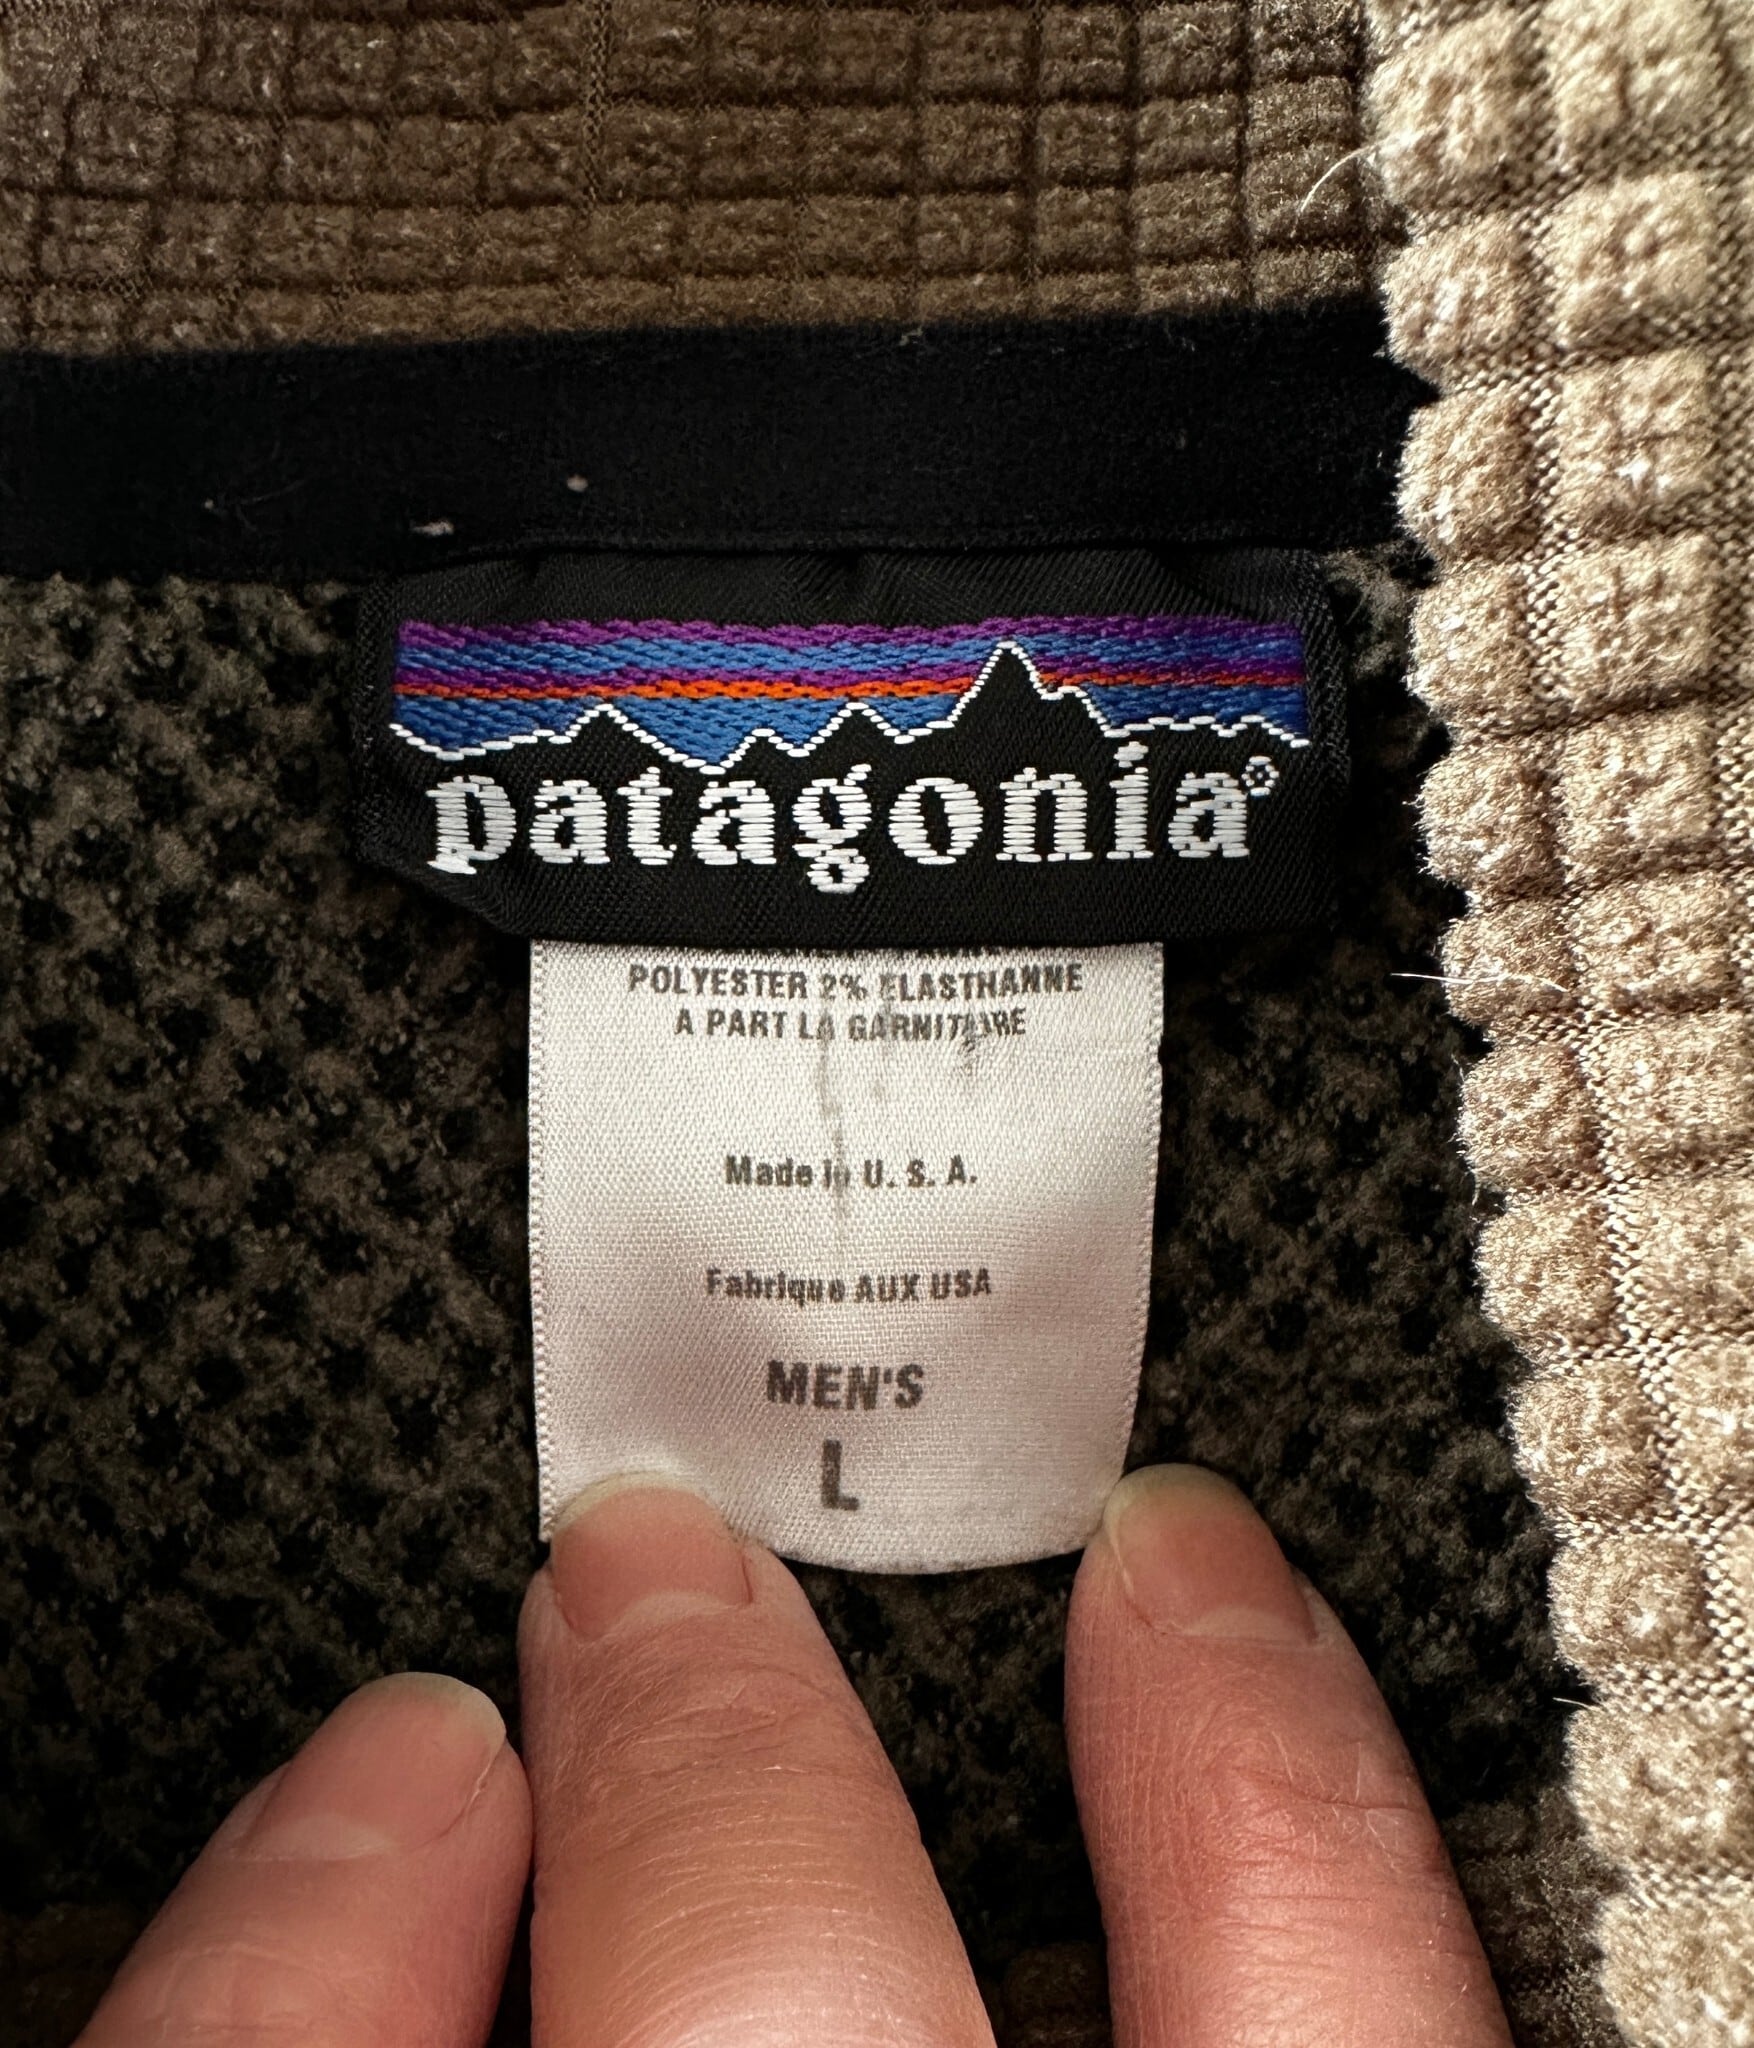 patagonia®
POLYESTER 2% ELASTHANNE
A PART LA GARNITURE
Made in U. S. A.
Fabrique AUX USA
MEN'S
L